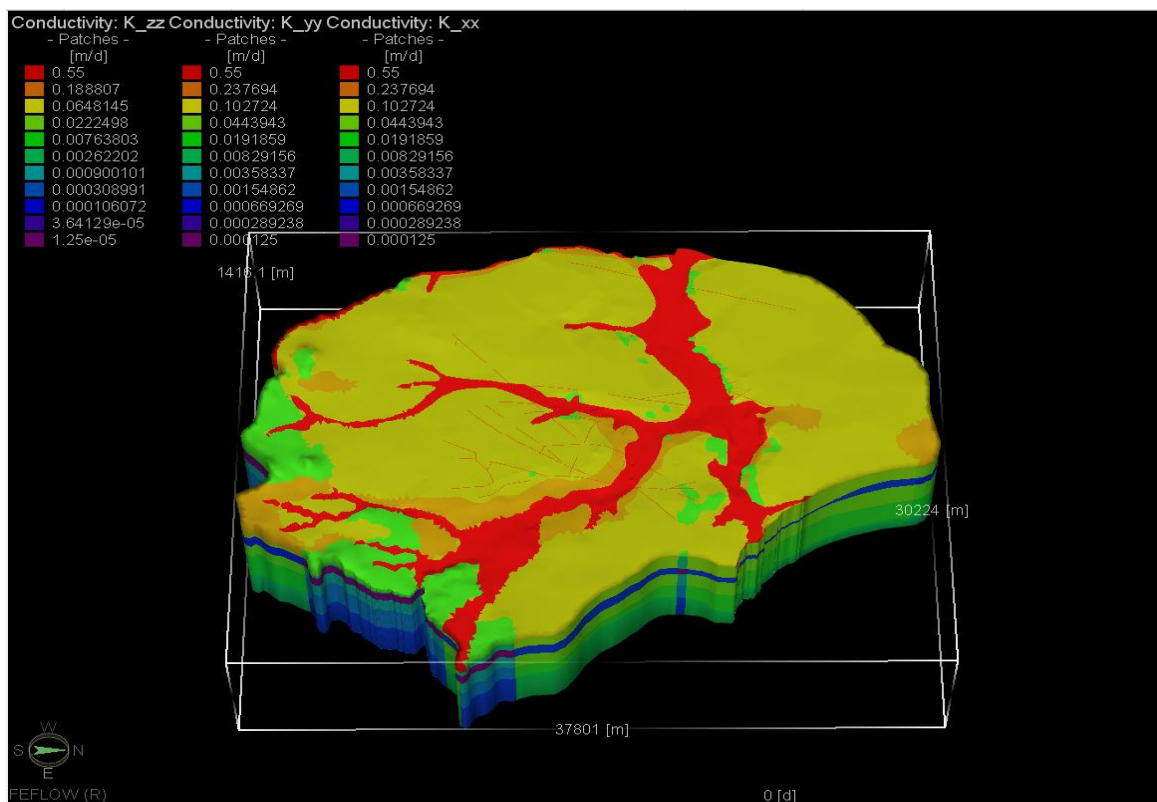 Conductivity: K_zz Conductivity: K_yy Conductivity: K_xx
- Patches - - Patches - - Patches -
[m/d] [m/d] [m/d]
0.55 0.55 0.55
0.188807 0.237694 0.237694
0.0648145 0.102724 0.102724
0.0222498 0.0443943 0.0443943
0.00763803 0.0191859 0.0191859
0.00262202 0.00829156 0.00829156
0.000900101 0.00358337 0.00358337
0.000308991 0.00154862 0.00154862
0.000106072 0.000669269 0.000669269
3.64129e-05 0.000289238 0.000289238
1.25e-05 0.000125 0.000125
1416.1 [m]
30224 [m]
37801 [m]
W
S N
E
FEFLOW (R)
0 [d]